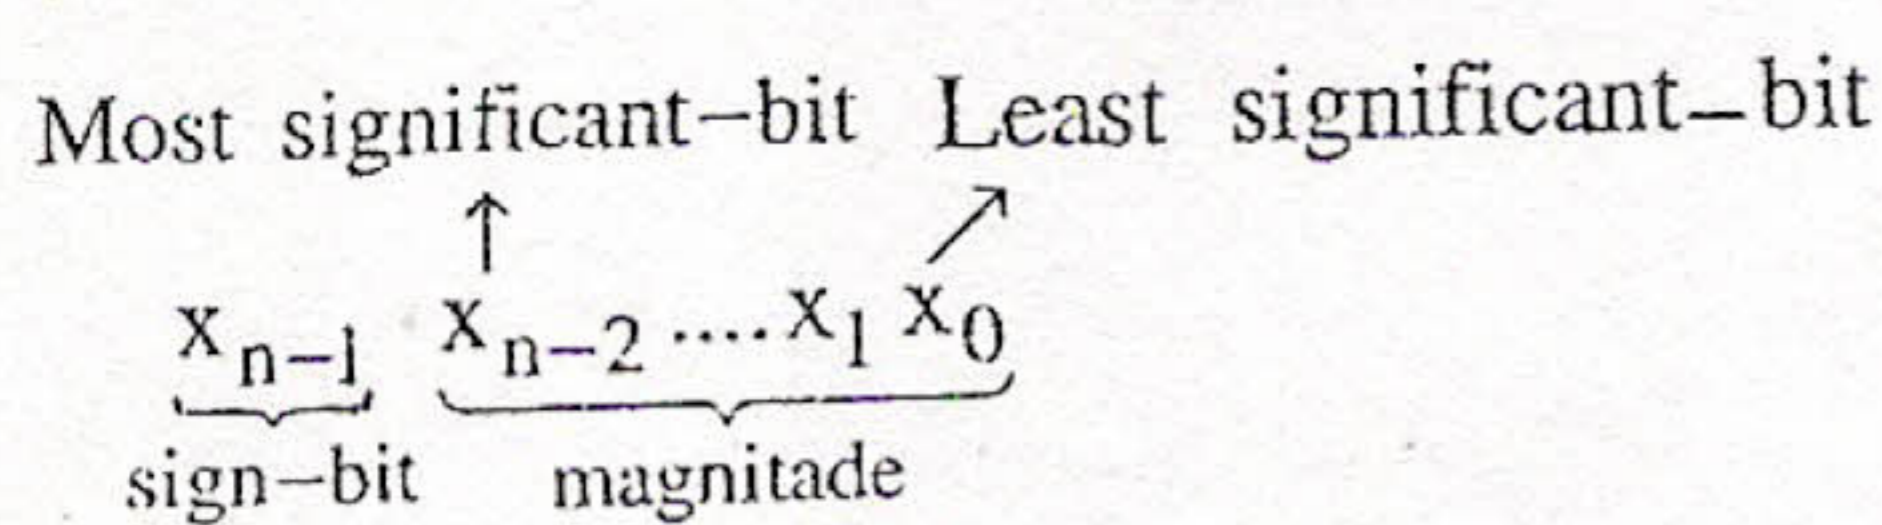 Most significant–bit Least significant–bit
↑ ↗
x n–1 x n–2 ····x 1 x 0
sign–bit magnitade